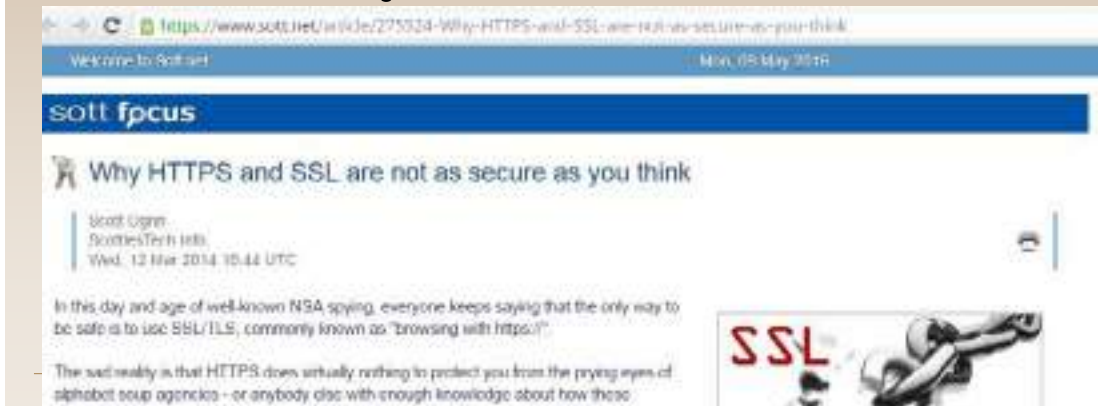 https://www.sott.net/article/275524-Why-HTTPS-and-SSL-are-not-as-secure-as-you-think
Welcome to Sott.net Mon, 09 May 2016
sott focus
Why HTTPS and SSL are not as secure as you think
Scott
ScottiesTech.Info
Wed, 12 Mar 2014 18:44 UTC
In this day and age of well-known NSA spying, everyone keeps saying that the only way to
be safe is to use SSL/TLS, commonly known as "browsing with https://".
SSL
The sad reality is that HTTPS does virtually nothing to protect you from the prying eyes of
alphabet soup agencies - or anybody else with enough knowledge about how these